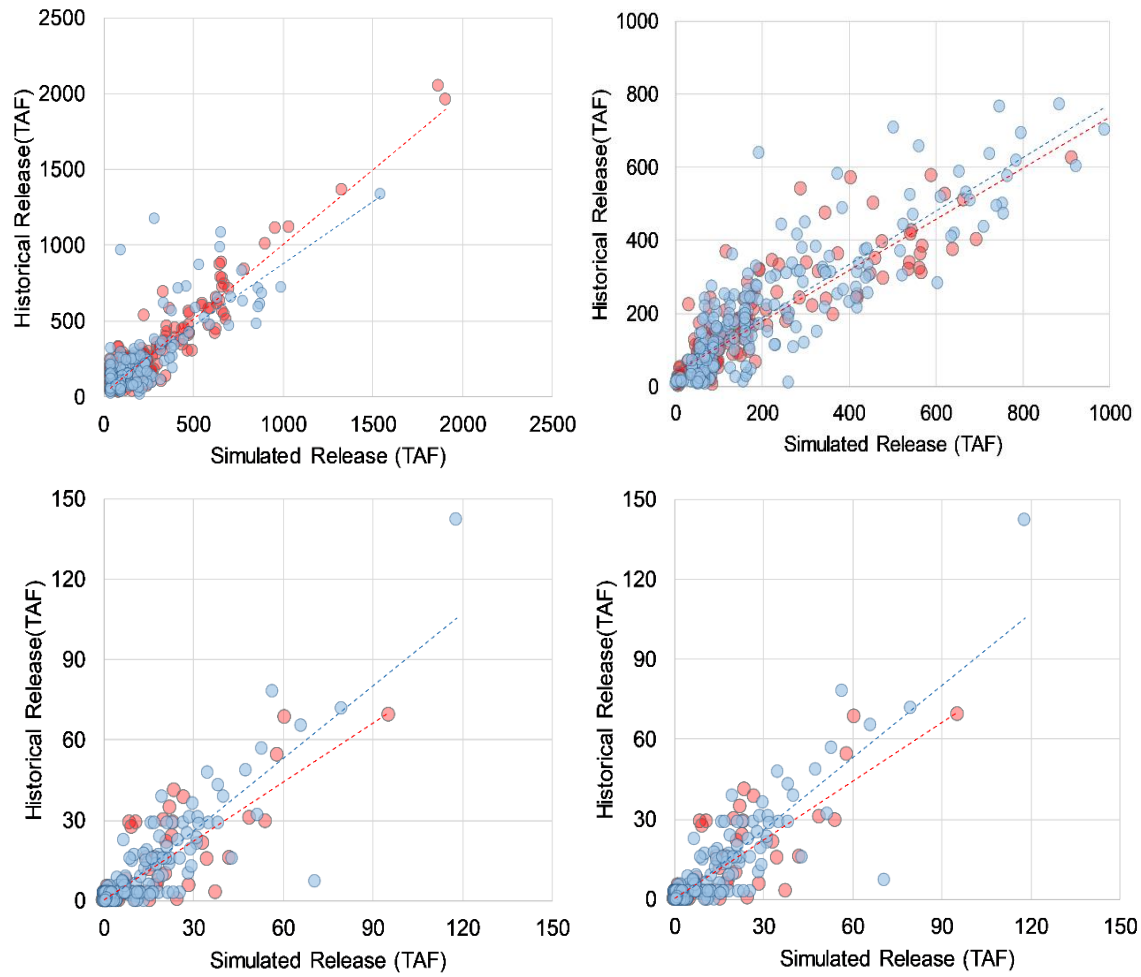 2500
2000
1500
1000
500
0
Historical Release(TAF)
0 500 1000 1500 2000 2500
Simulated Release (TAF)
1000
800
600
400
200
0
Historical Release(TAF)
0 200 400 600 800 1000
Simulated Release (TAF)
150
120
90
60
30
0
Historical Release(TAF)
0 30 60 90 120 150
Simulated Release (TAF)
150
120
90
60
30
0
Historical Release(TAF)
0 30 60 90 120 150
Simulated Release (TAF)